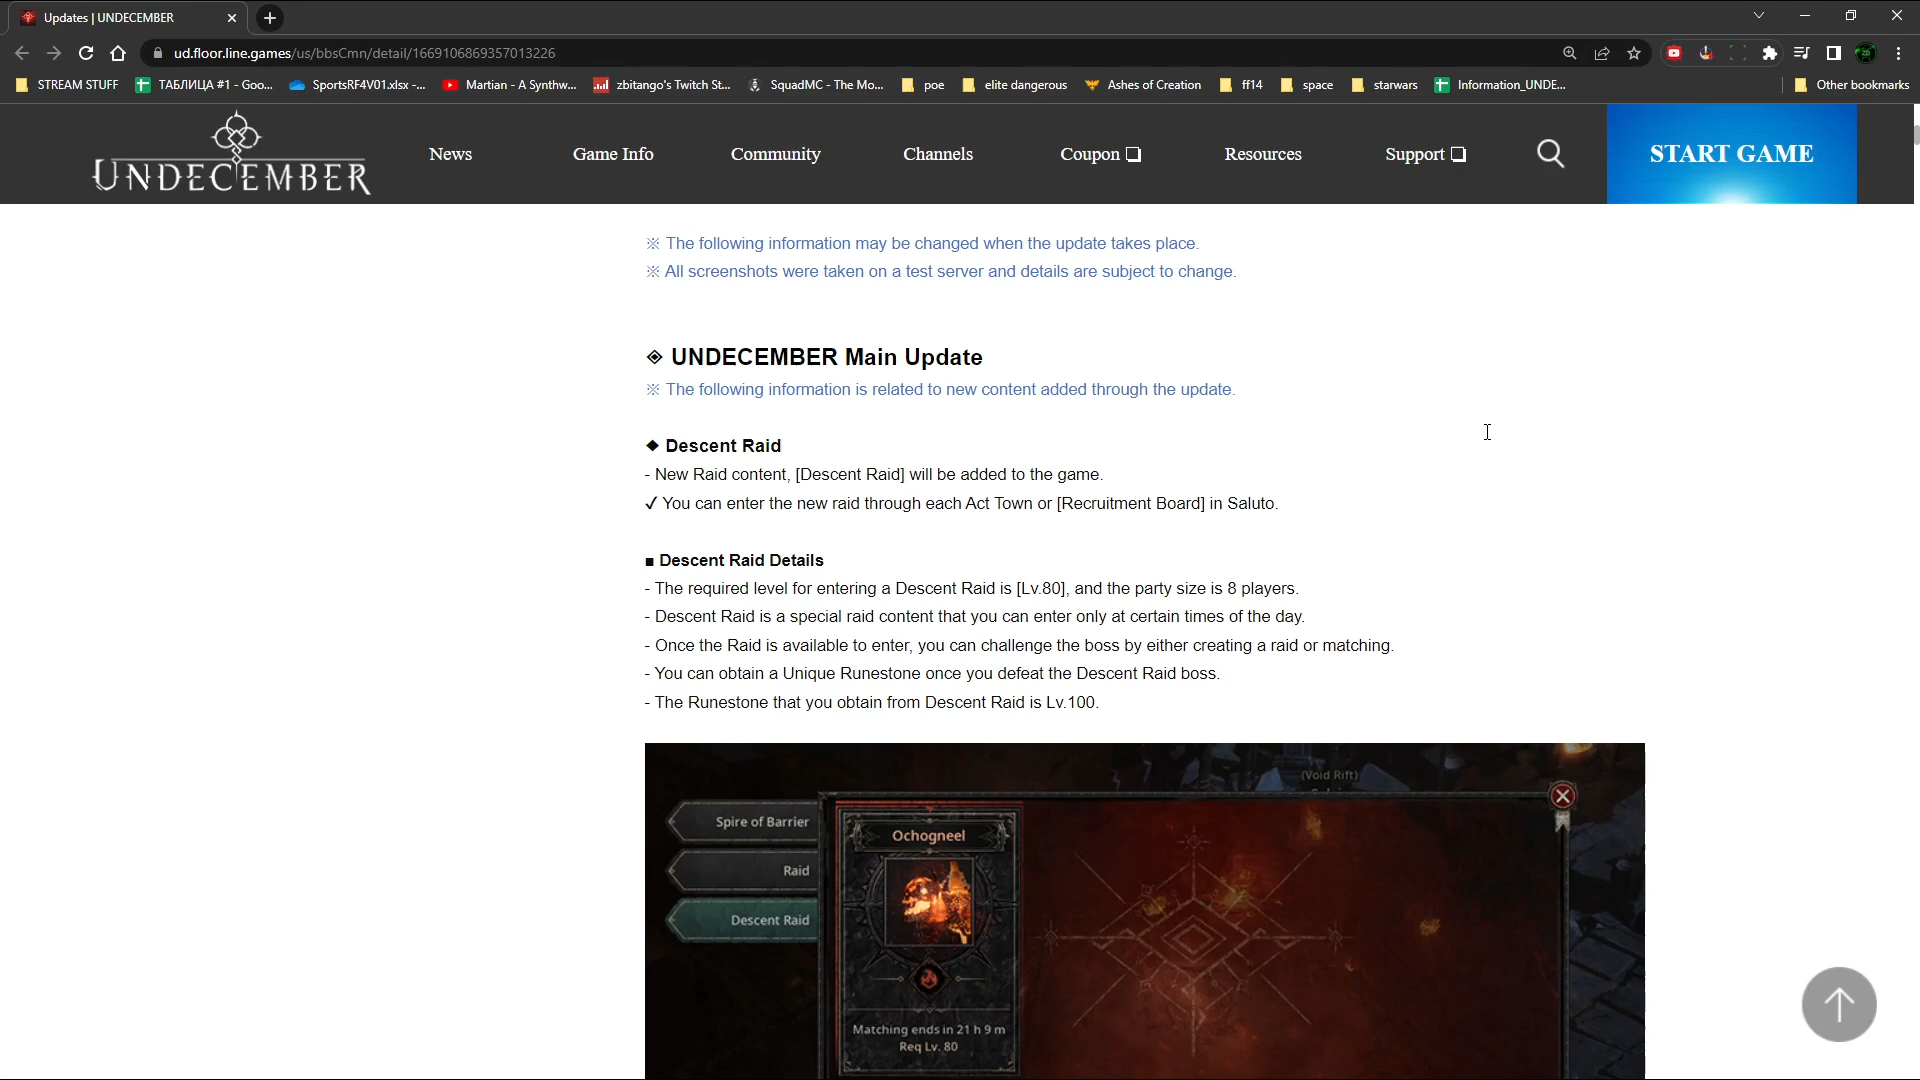 Updates | UNDECEMBER
ud.floor.line.games/us/bbsCmn/detail/1669106869357013226
STREAM STUFF
ТАБЛИЦА #1 - Goo...
SportsRF4V01.xlsx -...
Martian - A Synthw...
zbitango's Twitch St...
SquadMC - The Mo...
poe
elite dangerous
Ashes of Creation
ff14
space
starwars
Information_UNDE...
Other bookmarks
UNDECEMBER
News
Game Info
Community
Channels
Coupon
Resources
Support
START GAME
※ The following information may be changed when the update takes place.
※ All screenshots were taken on a test server and details are subject to change.
◈ UNDECEMBER Main Update
※ The following information is related to new content added through the update.
◆ Descent Raid
- New Raid content, [Descent Raid] will be added to the game.
✓ You can enter the new raid through each Act Town or [Recruitment Board] in Saluto.
■ Descent Raid Details
- The required level for entering a Descent Raid is [Lv.80], and the party size is 8 players.
- Descent Raid is a special raid content that you can enter only at certain times of the day.
- Once the Raid is available to enter, you can challenge the boss by either creating a raid or matching.
- You can obtain a Unique Runestone once you defeat the Descent Raid boss.
- The Runestone that you obtain from Descent Raid is Lv.100.
(Void Rift)
Spire of Barrier
Raid
Descent Raid
Ochogneel
Matching ends in 21 h 9 m
Req Lv. 80